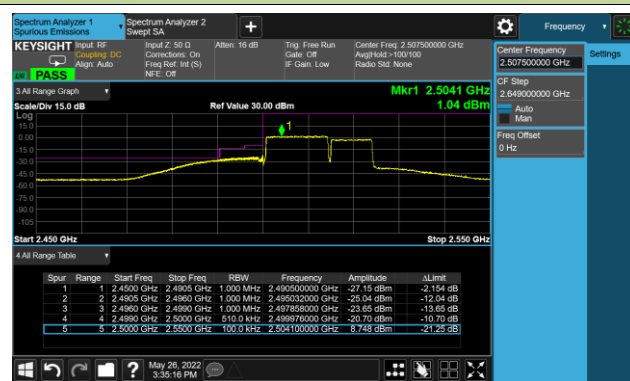 Spectrum Analyzer 1
Spurious Emissions
Spectrum Analyzer 2
Swept SA
Frequency
KEYSIGHT
Input: RF
Coupling: DC
Align: Auto
Input Z: 50 Ω
Corrections: On
Freq Ref: Int (S)
NFE: Off
Atten: 16 dB
Trig: Free Run
Gate: Off
IF Gain: Low
Center Freq: 2.507500000 GHz
Avg|Hold:>100/100
Radio Std: None
PASS
Center Frequency
2.507500000 GHz
Settings
CF Step
2.649000000 GHz
Auto
Man
Freq Offset
0 Hz
3 All Range Graph
Mkr1 2.5041 GHz
Scale/Div 15.0 dB
Ref Value 30.00 dBm
1.04 dBm
Log
15.0
0.00
-15.0
-30.0
-45.0
-60.0
-75.0
-90.0
-105
1
Start 2.450 GHz
Stop 2.550 GHz
4 All Range Table
Spur Range Start Freq Stop Freq RBW Frequency Amplitude ΔLimit
1 1 2.4500 GHz 2.4905 GHz 1.000 MHz 2.490500000 GHz -27.15 dBm -2.154 dB
2 2 2.4905 GHz 2.4960 GHz 1.000 MHz 2.495032000 GHz -25.04 dBm -12.04 dB
3 3 2.4960 GHz 2.4990 GHz 1.000 MHz 2.497858000 GHz -23.65 dBm -13.65 dB
4 4 2.4990 GHz 2.5000 GHz 510.0 kHz 2.499976000 GHz -20.70 dBm -10.70 dB
5 5 2.5000 GHz 2.5500 GHz 100.0 kHz 2.504100000 GHz 8.748 dBm -21.25 dB
?
May 26, 2022
3:35:16 PM